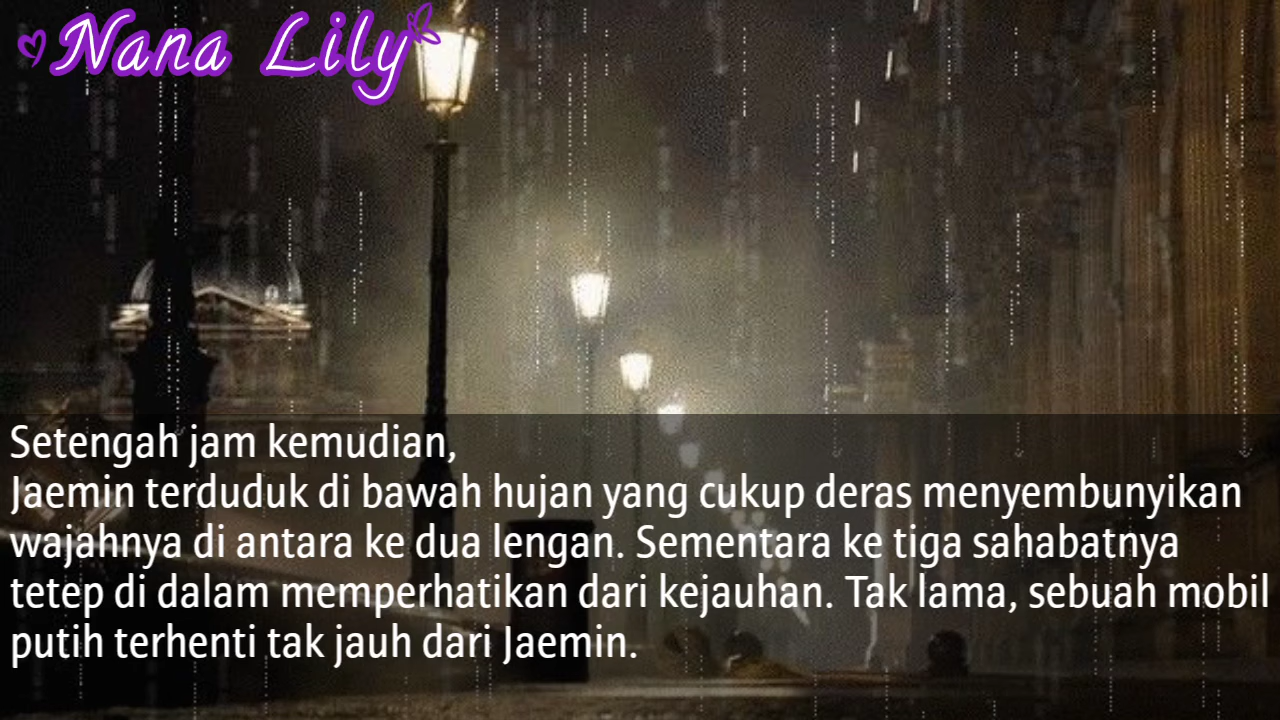 Nana Lily
Setengah jam kemudian,
Jaemin terduduk di bawah hujan yang cukup deras menyembunyikan
wajahnya di antara ke dua lengan. Sementara ke tiga sahabatnya
tetep di dalam memperhatikan dari kejauhan. Tak lama, sebuah mobil
putih terhenti tak jauh dari Jaemin.